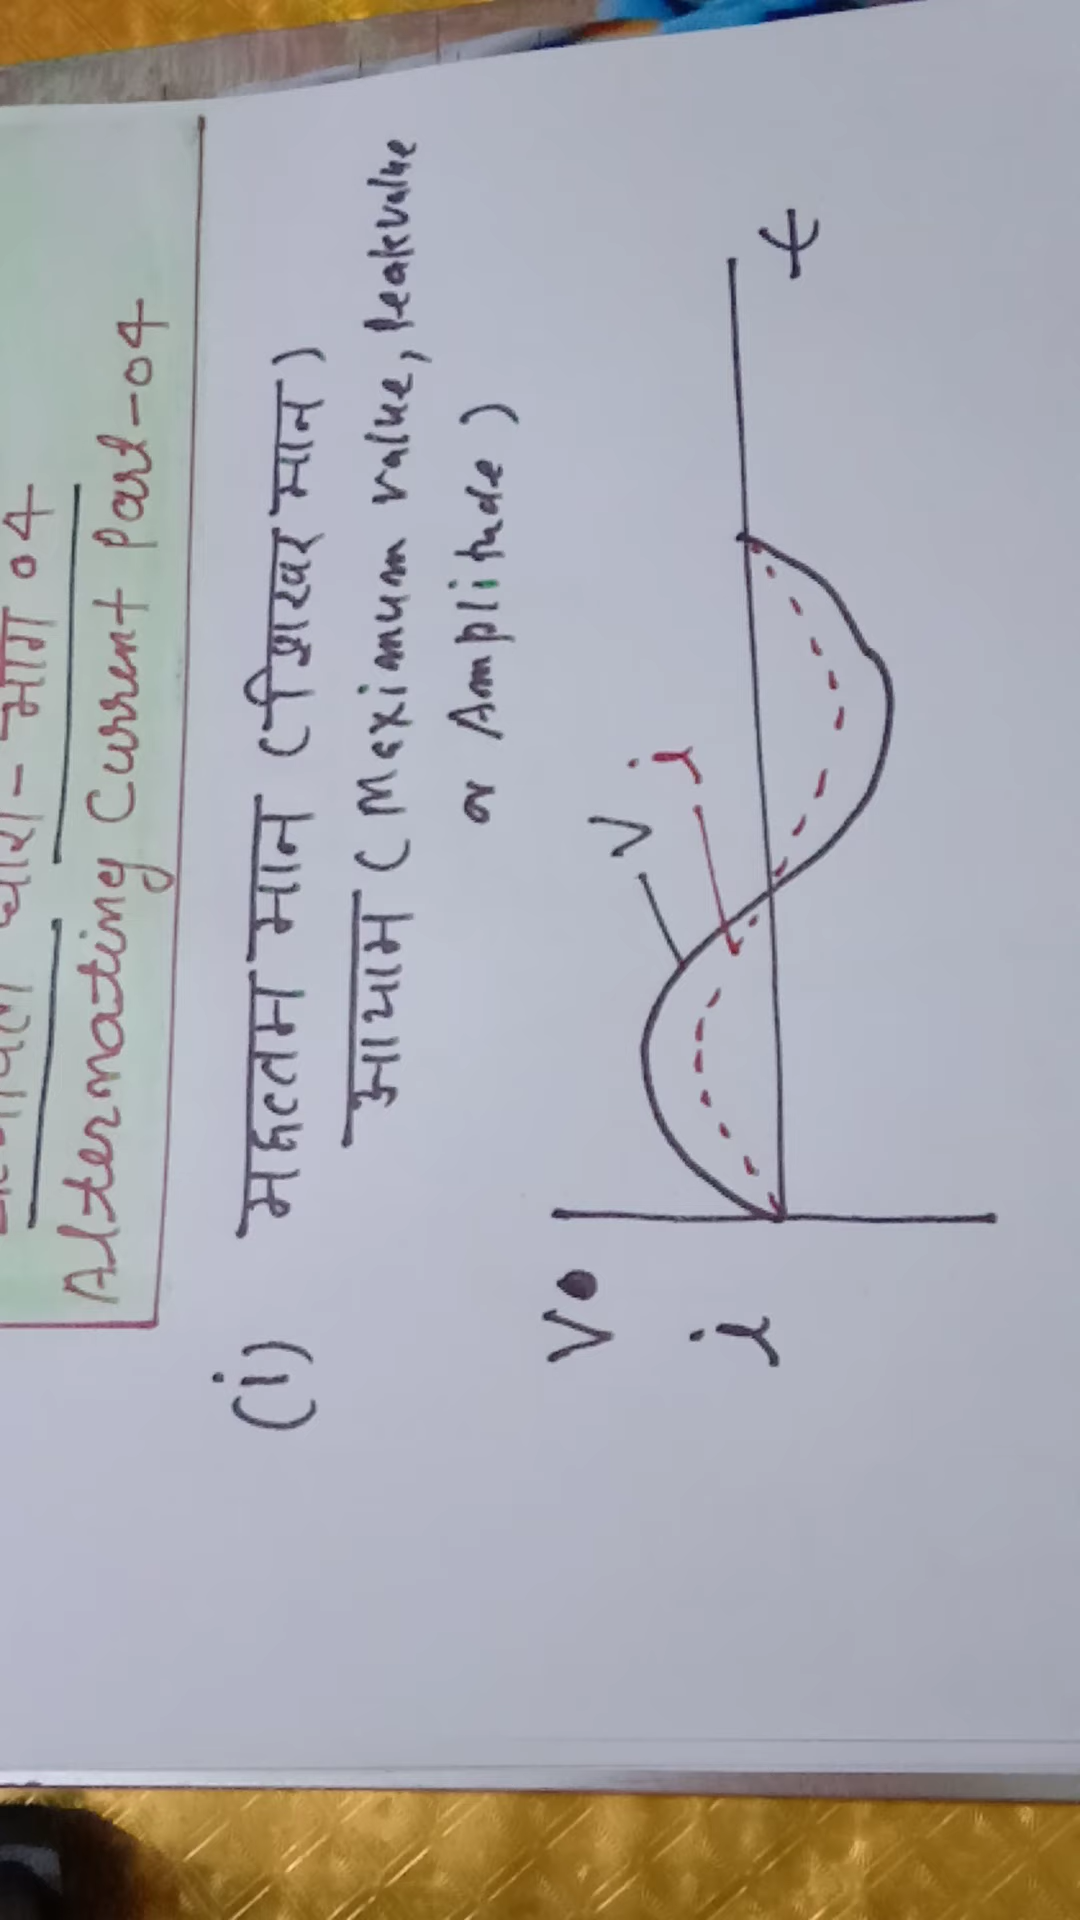 धारा - भाग 04
Alternating Current Part-04
(i) महत्तम मान (शिखर मान)
आयाम (Maximum value, Peak value
or Amplitude)
V
i
V
i
t